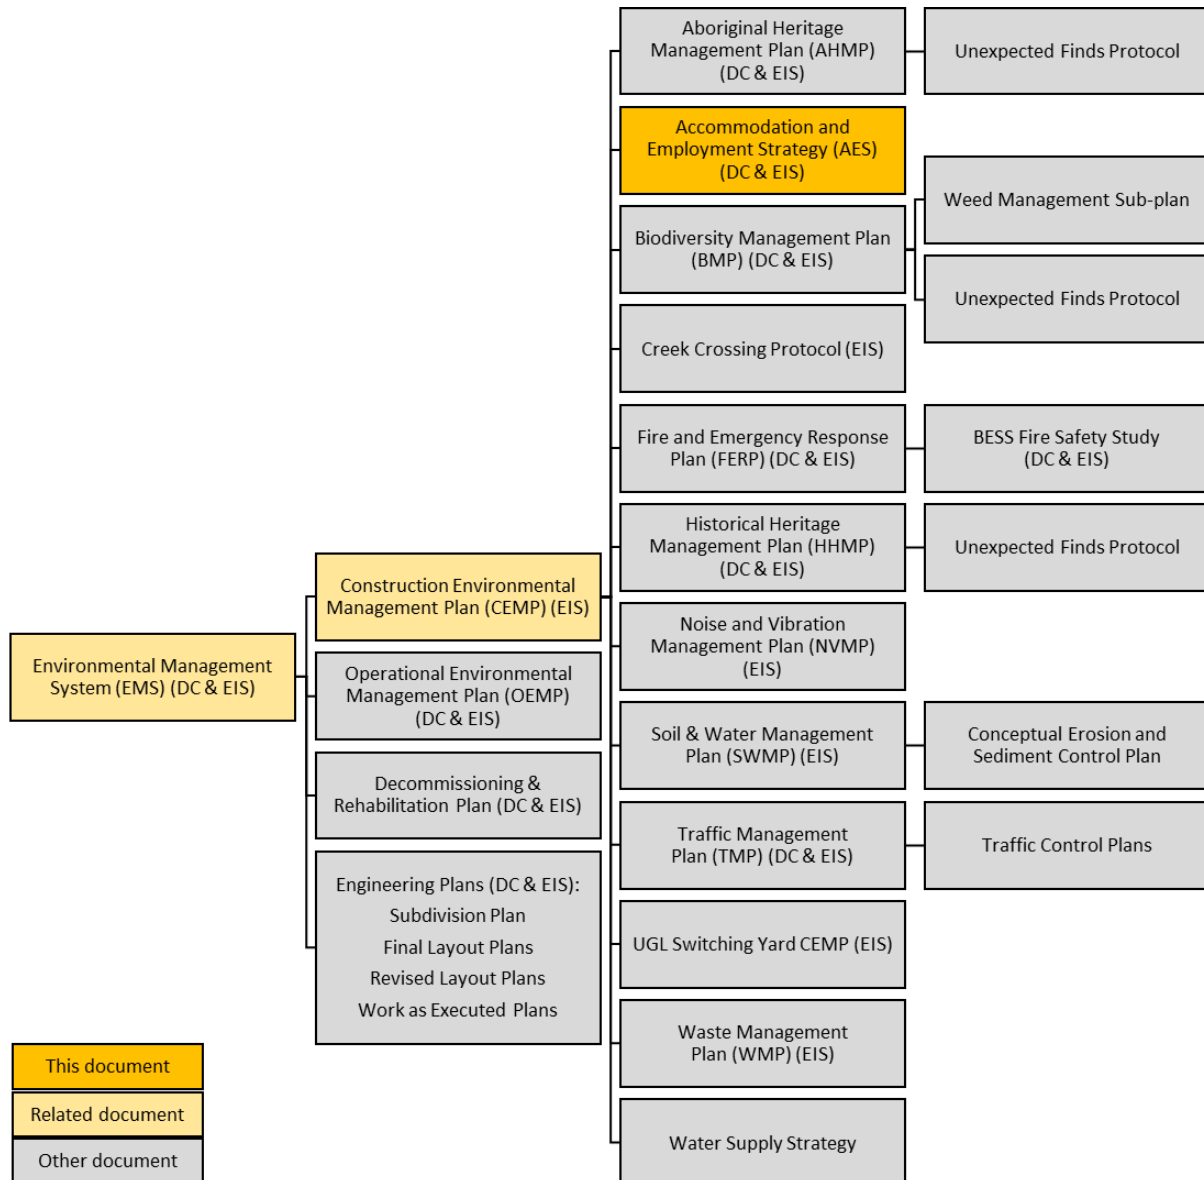 Environmental Management
System (EMS) (DC & EIS)
Construction Environmental
Management Plan (CEMP) (EIS)
Operational Environmental
Management Plan (OEMP)
(DC & EIS)
Decommissioning &
Rehabilitation Plan (DC & EIS)
Engineering Plans (DC & EIS):
Subdivision Plan
Final Layout Plans
Revised Layout Plans
Work as Executed Plans
Aboriginal Heritage
Management Plan (AHMP)
(DC & EIS)
Unexpected Finds Protocol
Accommodation and
Employment Strategy (AES)
(DC & EIS)
Biodiversity Management Plan
(BMP) (DC & EIS)
Weed Management Sub-plan
Unexpected Finds Protocol
Creek Crossing Protocol (EIS)
Fire and Emergency Response
Plan (FERP) (DC & EIS)
BESS Fire Safety Study
(DC & EIS)
Historical Heritage
Management Plan (HHMP)
(DC & EIS)
Unexpected Finds Protocol
Noise and Vibration
Management Plan (NVMP)
(EIS)
Soil & Water Management
Plan (SWMP) (EIS)
Conceptual Erosion and
Sediment Control Plan
Traffic Management
Plan (TMP) (DC & EIS)
Traffic Control Plans
UGL Switching Yard CEMP (EIS)
Waste Management
Plan (WMP) (EIS)
Water Supply Strategy
This document
Related document
Other document